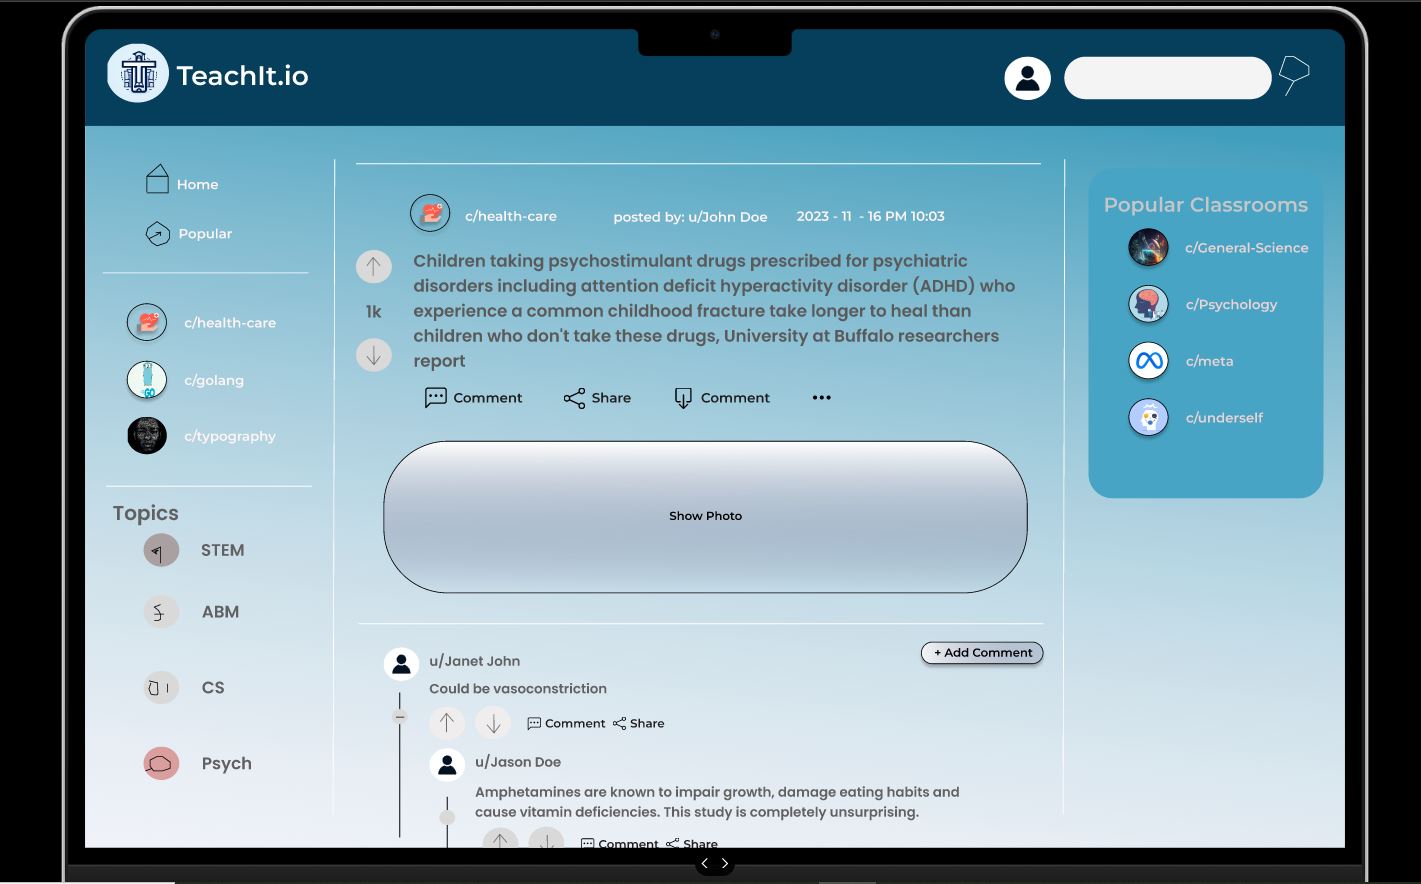 TeachIt.io
Home
Popular
c/health-care
c/golang
c/typography
Topics
STEM
ABM
CS
Psych
c/health-care
posted by: u/John Doe
2023 - 11 - 16 PM 10:03
Children taking psychostimulant drugs prescribed for psychiatric
disorders including attention deficit hyperactivity disorder (ADHD) who
experience a common childhood fracture take longer to heal than
children who don't take these drugs, University at Buffalo researchers
report
1k
Comment
Share
Comment
Show Photo
+ Add Comment
u/Janet John
Could be vasoconstriction
Comment
Share
u/Jason Doe
Amphetamines are known to impair growth, damage eating habits and
cause vitamin deficiencies. This study is completely unsurprising.
Comment
Share
Popular Classrooms
c/General-Science
c/Psychology
c/meta
c/underself
GO